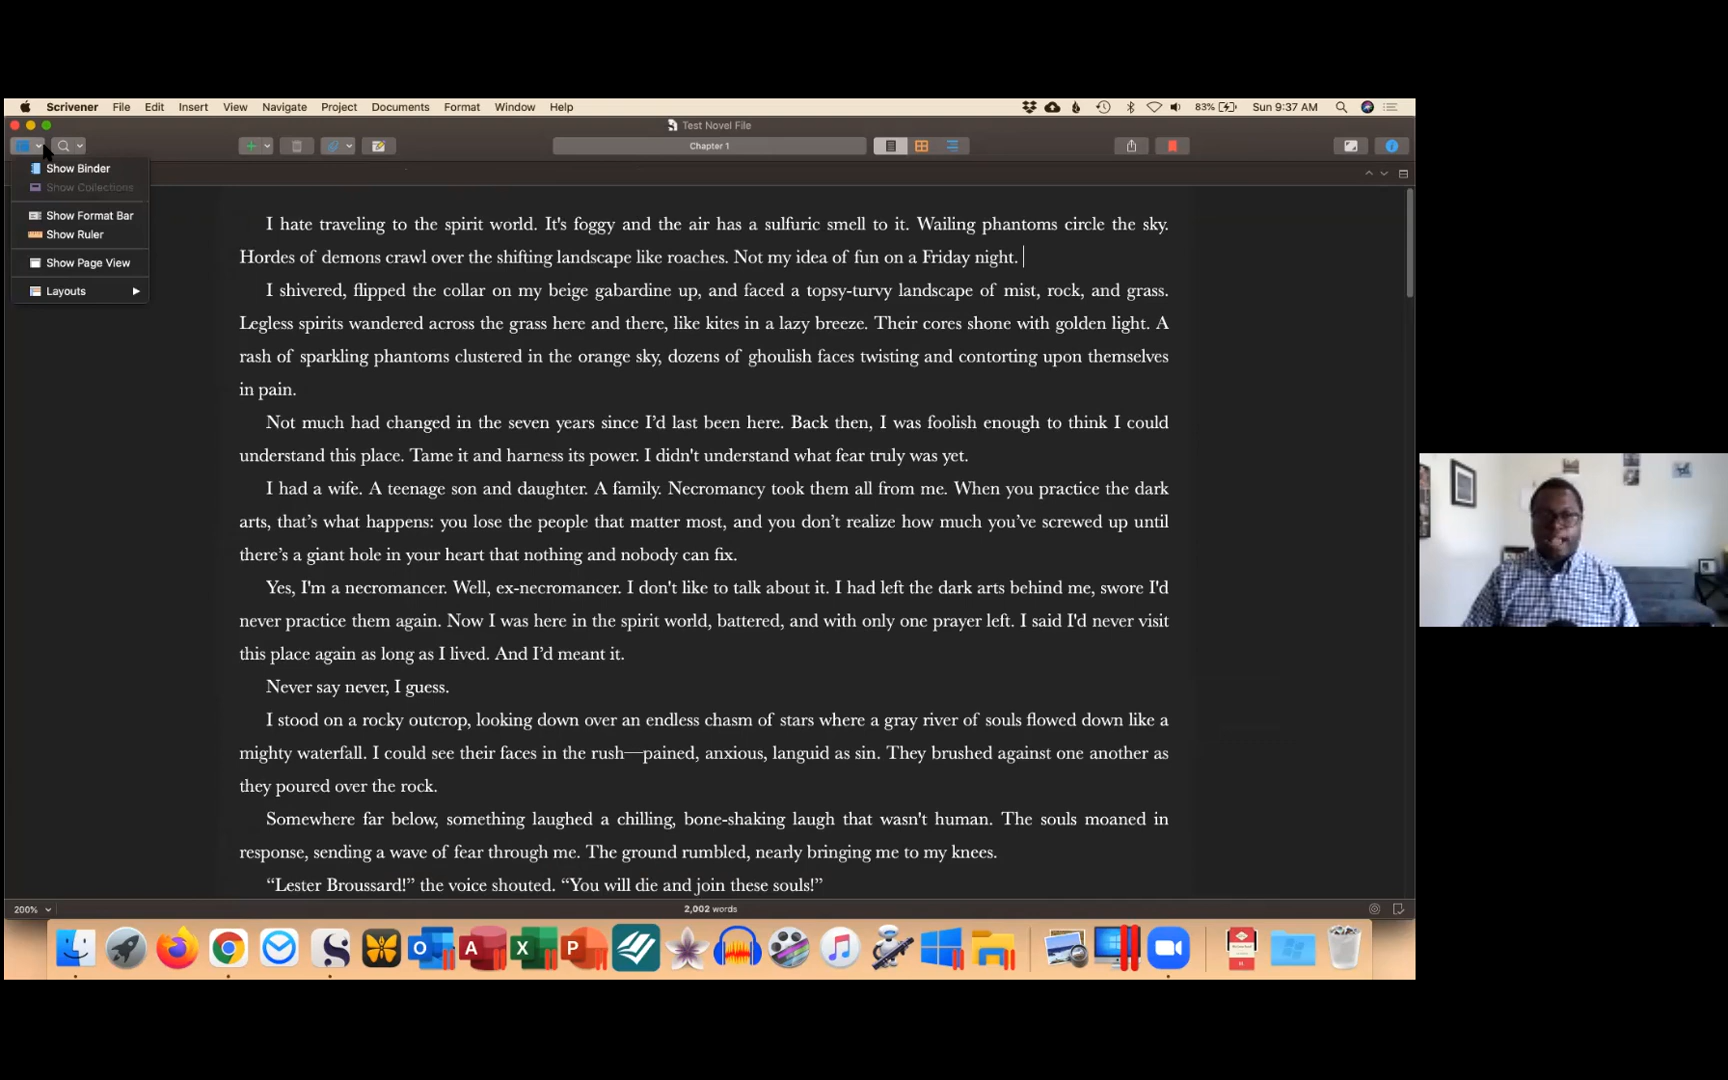 Scrivener File Edit Insert View Navigate Project Documents Format Window Help 83% Sun 9:37 AM
Test Novel File
Chapter 1
Show Binder
Show Collections
Show Format Bar
Show Ruler
Show Page View
Layouts
I hate traveling to the spirit world. It's foggy and the air has a sulfuric smell to it. Wailing phantoms circle the sky.
Hordes of demons crawl over the shifting landscape like roaches. Not my idea of fun on a Friday night.
I shivered, flipped the collar on my beige gabardine up, and faced a topsy-turvy landscape of mist, rock, and grass.
Legless spirits wandered across the grass here and there, like kites in a lazy breeze. Their cores shone with golden light. A
rash of sparkling phantoms clustered in the orange sky, dozens of ghoulish faces twisting and contorting upon themselves
in pain.
Not much had changed in the seven years since I’d last been here. Back then, I was foolish enough to think I could
understand this place. Tame it and harness its power. I didn't understand what fear truly was yet.
I had a wife. A teenage son and daughter. A family. Necromancy took them all from me. When you practice the dark
arts, that’s what happens: you lose the people that matter most, and you don’t realize how much you’ve screwed up until
there’s a giant hole in your heart that nothing and nobody can fix.
Yes, I'm a necromancer. Well, ex-necromancer. I don't like to talk about it. I had left the dark arts behind me, swore I'd
never practice them again. Now I was here in the spirit world, battered, and with only one prayer left. I said I'd never visit
this place again as long as I lived. And I’d meant it.
Never say never, I guess.
I stood on a rocky outcrop, looking down over an endless chasm of stars where a gray river of souls flowed down like a
mighty waterfall. I could see their faces in the rush—pained, anxious, languid as sin. They brushed against one another as
they poured over the rock.
Somewhere far below, something laughed a chilling, bone-shaking laugh that wasn't human. The souls moaned in
response, sending a wave of fear through me. The ground rumbled, nearly bringing me to my knees.
“Lester Broussard!” the voice shouted. “You will die and join these souls!”
200%
2,002 words